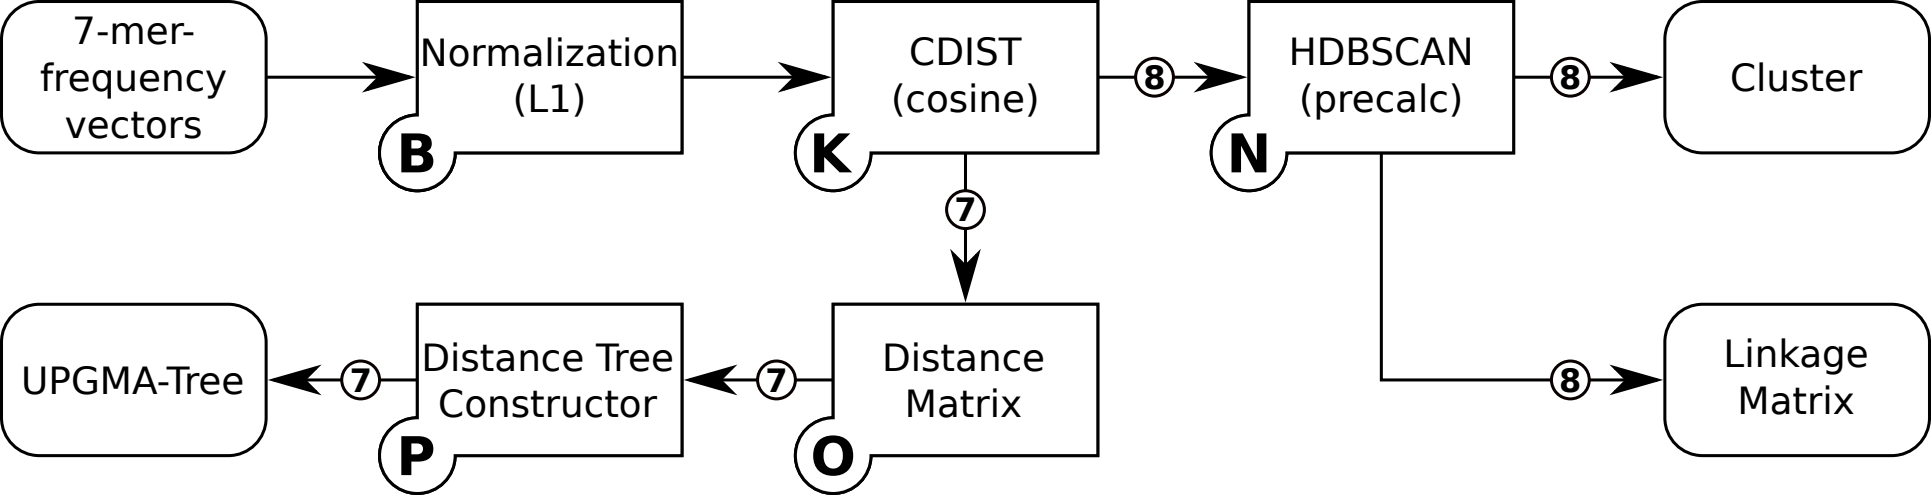 7-mer-
frequency
vectors
Normalization
(L1)
B
CDIST
(cosine)
K
8
HDBSCAN
(precalc)
N
8
Cluster
7
UPGMA-Tree
7
Distance Tree
Constructor
P
7
Distance
Matrix
O
8
Linkage
Matrix